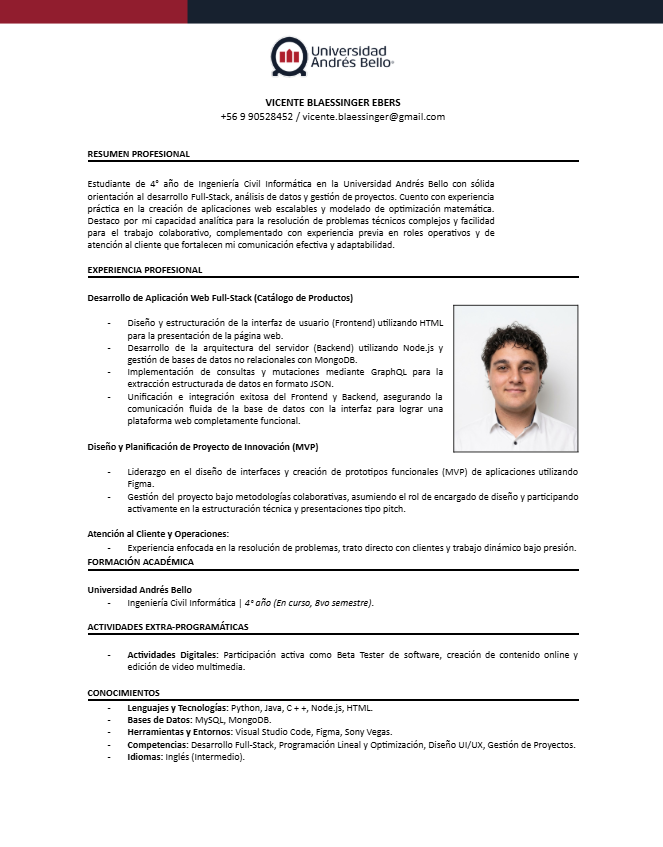 Universidad
Andrés Bello
VICENTE BLAESSINGER EBERS
+56 9 90528452 / vicente.blaessinger@gmail.com
RESUMEN PROFESIONAL
Estudiante de 4° año de Ingeniería Civil Informática en la Universidad Andrés Bello con sólida
orientación al desarrollo Full-Stack, análisis de datos y gestión de proyectos. Cuento con experiencia
práctica en la creación de aplicaciones web escalables y modelado de optimización matemática.
Destaco por mi capacidad analítica para la resolución de problemas técnicos complejos y facilidad
para el trabajo colaborativo, complementado con experiencia previa en roles operativos y de
atención al cliente que fortalecen mi comunicación efectiva y adaptabilidad.
EXPERIENCIA PROFESIONAL
Desarrollo de Aplicación Web Full-Stack (Catálogo de Productos)
- Diseño y estructuración de la interfaz de usuario (Frontend) utilizando HTML
para la presentación de la página web.
- Desarrollo de la arquitectura del servidor (Backend) utilizando Node.js y
gestión de bases de datos no relacionales con MongoDB.
- Implementación de consultas y mutaciones mediante GraphQL para la
extracción estructurada de datos en formato JSON.
- Unificación e integración exitosa del Frontend y Backend, asegurando la
comunicación fluida de la base de datos con la interfaz para lograr una
plataforma web completamente funcional.
Diseño y Planificación de Proyecto de Innovación (MVP)
- Liderazgo en el diseño de interfaces y creación de prototipos funcionales (MVP) de aplicaciones utilizando
Figma.
- Gestión del proyecto bajo metodologías colaborativas, asumiendo el rol de encargado de diseño y participando
activamente en la estructuración técnica y presentaciones tipo pitch.
Atención al Cliente y Operaciones:
- Experiencia enfocada en la resolución de problemas, trato directo con clientes y trabajo dinámico bajo presión.
FORMACIÓN ACADÉMICA
Universidad Andrés Bello
- Ingeniería Civil Informática | 4° año (En curso, 8vo semestre).
ACTIVIDADES EXTRA-PROGRAMÁTICAS
- Actividades Digitales: Participación activa como Beta Tester de software, creación de contenido online y
edición de video multimedia.
CONOCIMIENTOS
- Lenguajes y Tecnologías: Python, Java, C + +, Node.js, HTML.
- Bases de Datos: MySQL, MongoDB.
- Herramientas y Entornos: Visual Studio Code, Figma, Sony Vegas.
- Competencias: Desarrollo Full-Stack, Programación Lineal y Optimización, Diseño UI/UX, Gestión de Proyectos.
- Idiomas: Inglés (Intermedio).